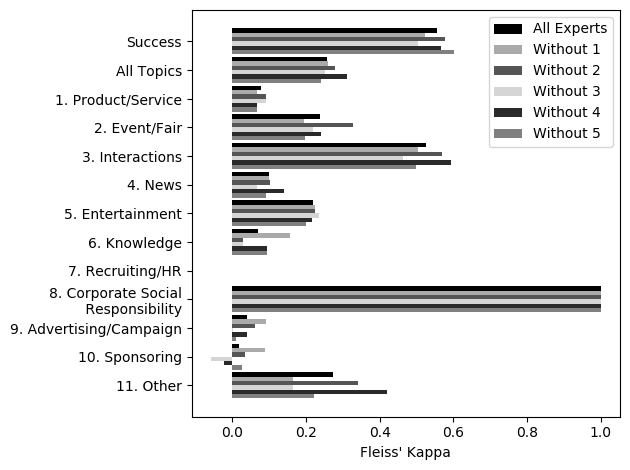 Success
All Topics
1. Product/Service
2. Event/Fair
3. Interactions
4. News
5. Entertainment
6. Knowledge
7. Recruiting/HR
8. Corporate Social
Responsibility
9. Advertising/Campaign
10. Sponsoring
11. Other
All Experts
Without 1
Without 2
Without 3
Without 4
Without 5
0.0 0.2 0.4 0.6 0.8 1.0
Fleiss' Kappa